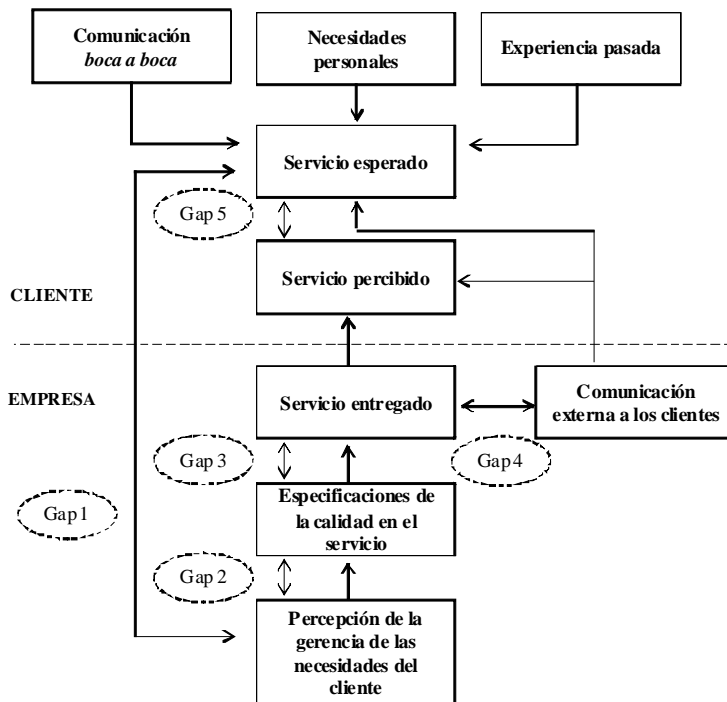 Comunicación
boca a boca
Necesidades
personales
Experiencia pasada
Servicio esperado
Gap 5
Servicio percibido
CLIENTE
EMPRESA
Servicio entregado
Comunicación
externa a los clientes
Gap 3
Gap 4
Gap 1
Especificaciones de
la calidad en el
servicio
Gap 2
Percepción de la
gerencia de las
necesidades del
cliente